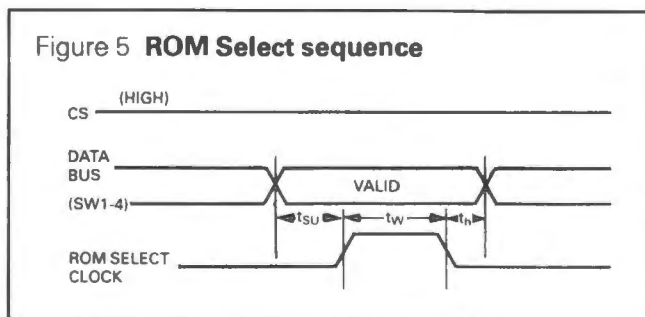 Figure 5 ROM Select sequence
(HIGH)
CS
DATA
BUS
VALID
(SW1-4)
tSU
tW
th
ROM SELECT
CLOCK